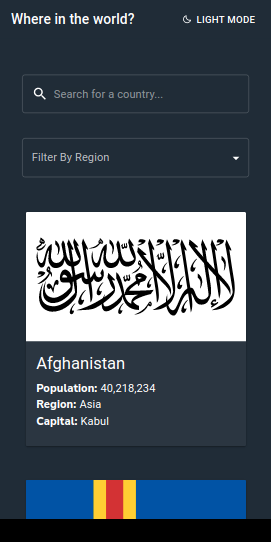 Where in the world?
LIGHT MODE
Search for a country...
Filter By Region
لا إله إلا الله محمد رسول الله
Afghanistan
Population: 40,218,234
Region: Asia
Capital: Kabul